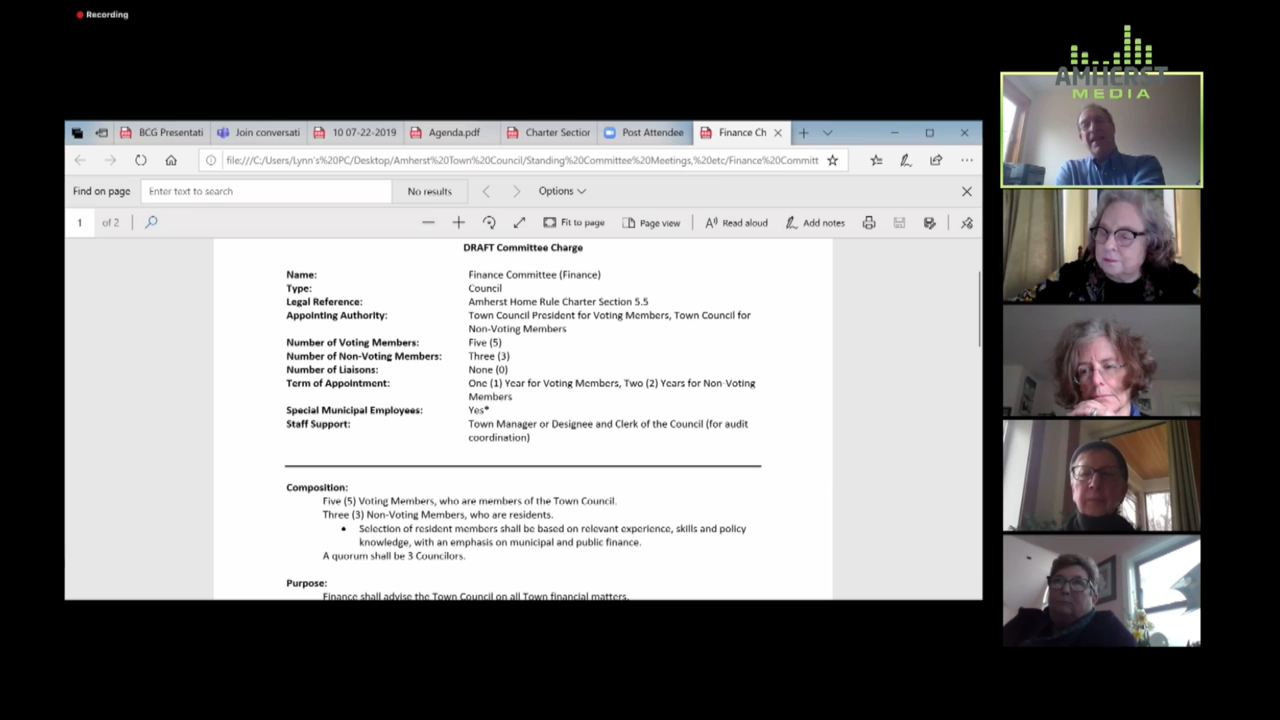 Recording
AMHERST
MEDIA
BCG Presentati
Join conversati
10 07-22-2019
Agenda.pdf
Charter Section
Post Attendee
Finance Ch
file:///C:/Users/Lynn's%20PC/Desktop/Amherst%20Town%20Council/Standing%20Committee%20Meetings,%20etc/Finance%20Committ
Find on page
Enter text to search
No results
Options
1
of 2
Fit to page
Page view
Read aloud
Add notes
DRAFT Committee Charge
Name: Finance Committee (Finance)
Type: Council
Legal Reference: Amherst Home Rule Charter Section 5.5
Appointing Authority: Town Council President for Voting Members, Town Council for
Non-Voting Members
Number of Voting Members: Five (5)
Number of Non-Voting Members: Three (3)
Number of Liaisons: None (0)
Term of Appointment: One (1) Year for Voting Members, Two (2) Years for Non-Voting
Members
Special Municipal Employees: Yes*
Staff Support: Town Manager or Designee and Clerk of the Council (for audit
coordination)
Composition:
Five (5) Voting Members, who are members of the Town Council.
Three (3) Non-Voting Members, who are residents.
• Selection of resident members shall be based on relevant experience, skills and policy
knowledge, with an emphasis on municipal and public finance.
A quorum shall be 3 Councilors.
Purpose:
Finance shall advise the Town Council on all Town financial matters.